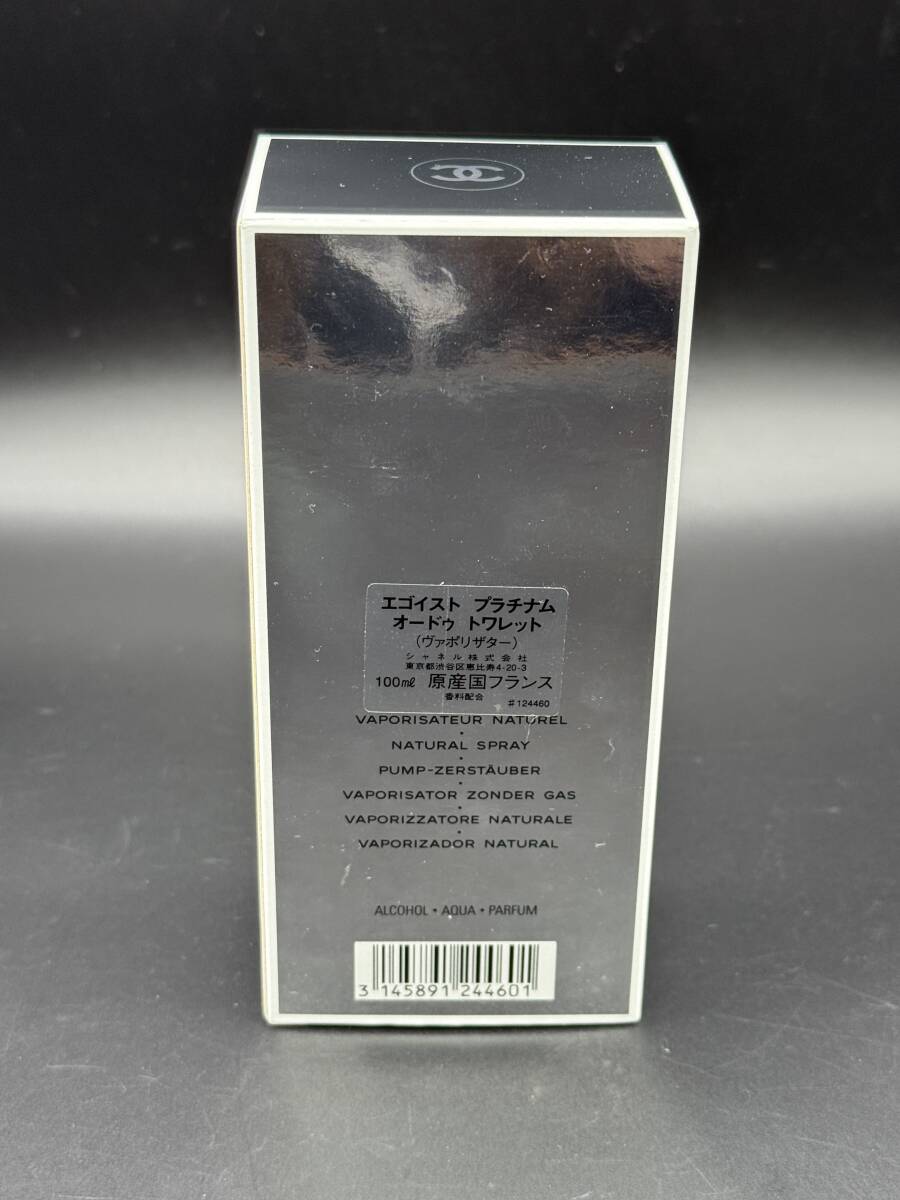 エゴイスト プラチナム
オードゥ トワレット
(ヴァポリザター)
シャネル株式会社
東京都渋谷区恵比寿4-20-3
100㎖ 原産国フランス
香料配合 #124460
VAPORISATEUR NATUREL
•
NATURAL SPRAY
•
PUMP-ZERSTÄUBER
•
VAPORISATOR ZONDER GAS
•
VAPORIZZATORE NATURALE
•
VAPORIZADOR NATURAL
ALCOHOL • AQUA • PARFUM
3 145891 244601